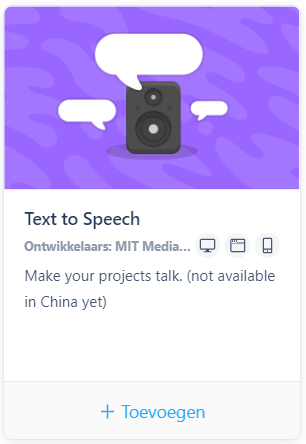 Text to Speech
Ontwikkelaars: MIT Media...
Make your projects talk. (not available
in China yet)
+ Toevoegen